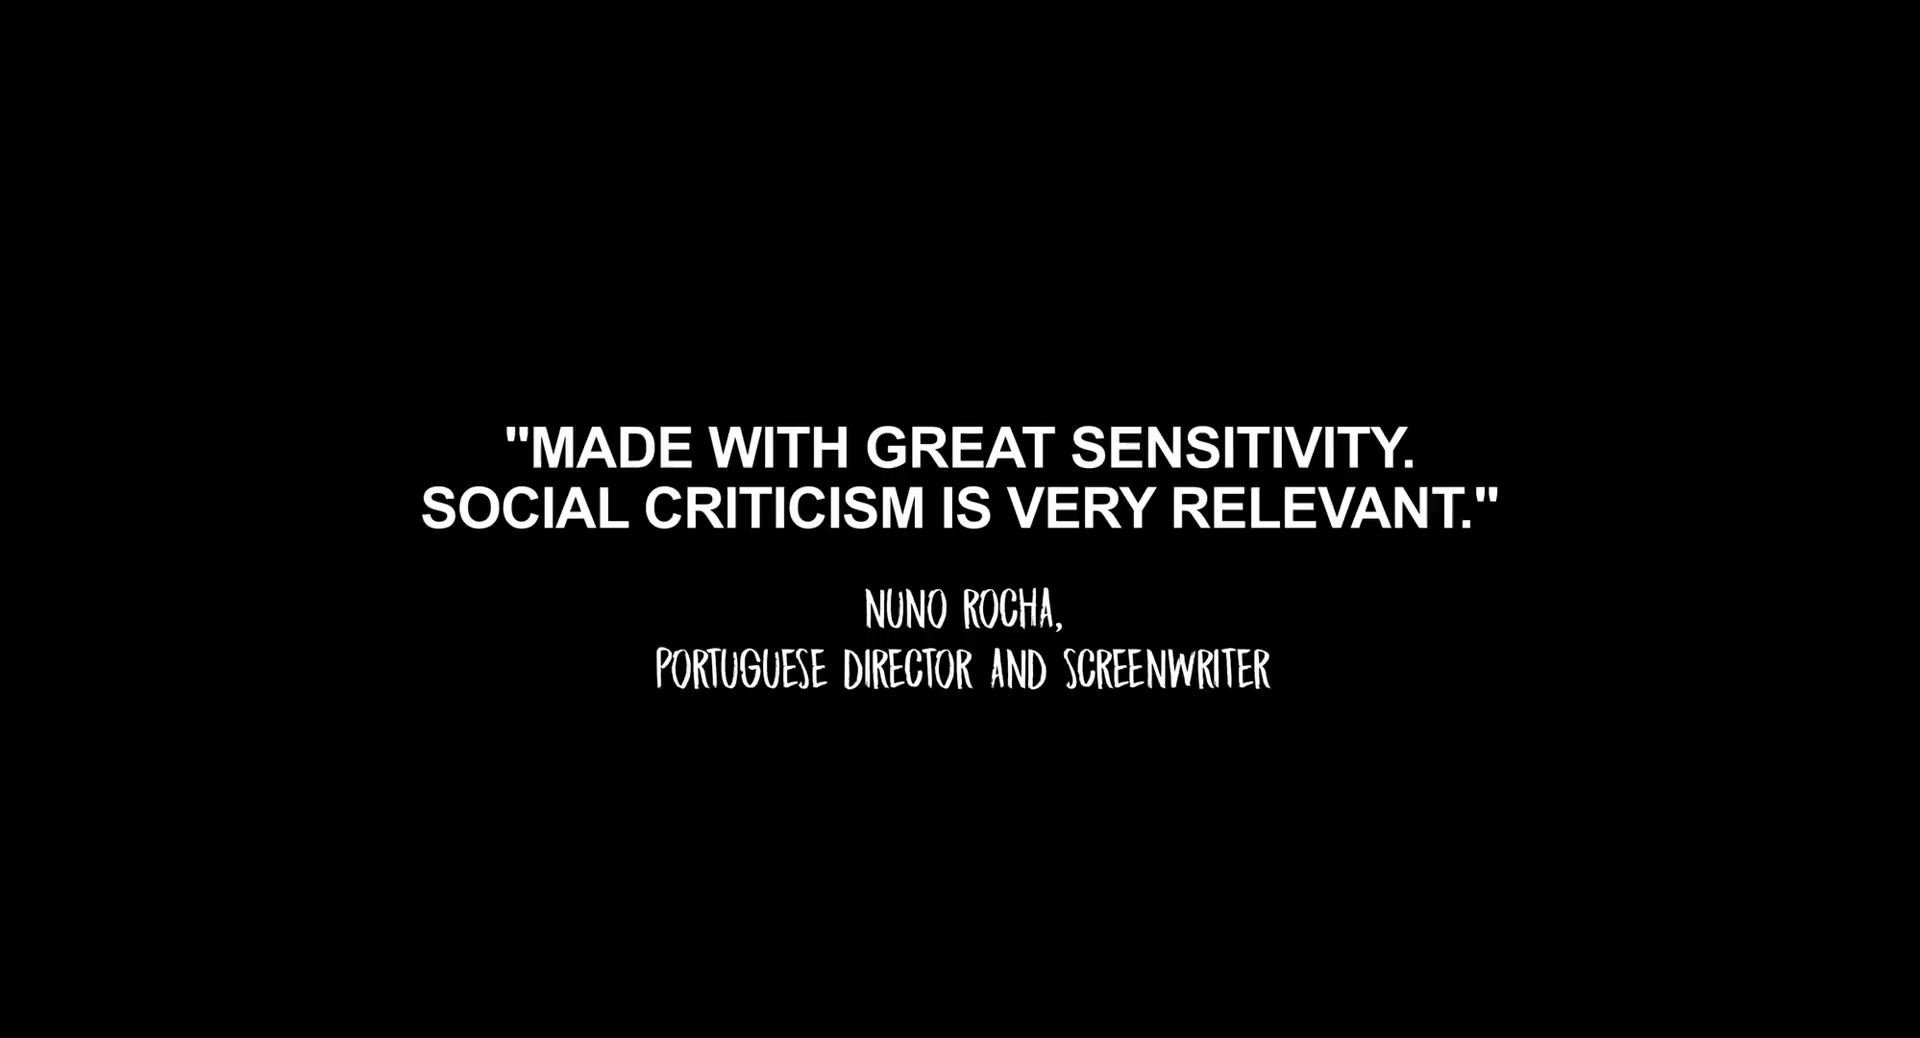 "MADE WITH GREAT SENSITIVITY.
SOCIAL CRITICISM IS VERY RELEVANT."
NUNO ROCHA,
PORTUGUESE DIRECTOR AND SCREENWRITER